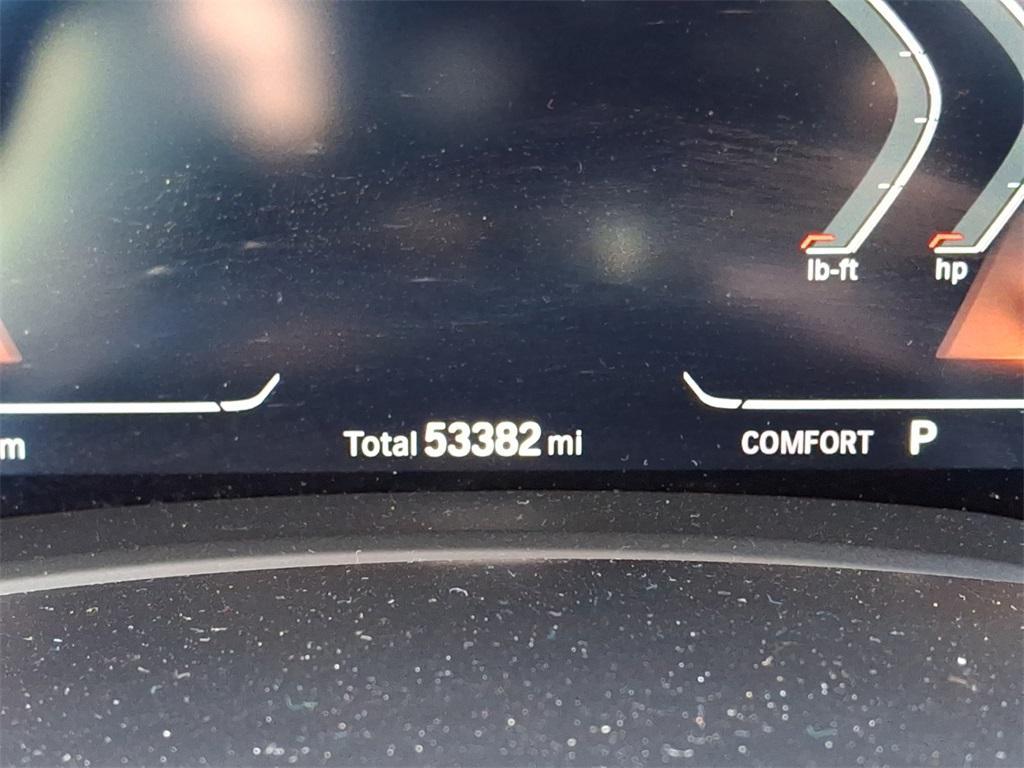 lb-ft hp
m Total 53382 mi COMFORT P